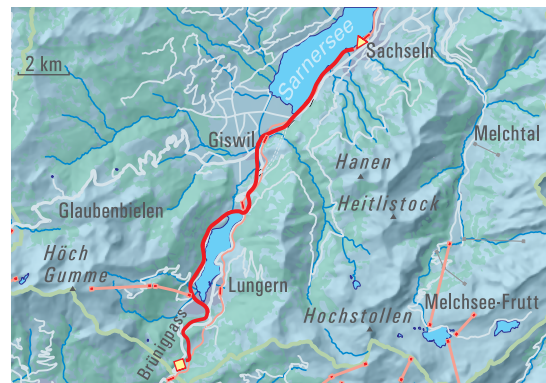 Sarnersee
Sachseln
2 km
Giswil
Melchtal
Hanen
Glaubenbielen
Heitlistock
Höch
Gumme
Lungern
Melchsee-Frutt
Hochstollen
Brünigpass